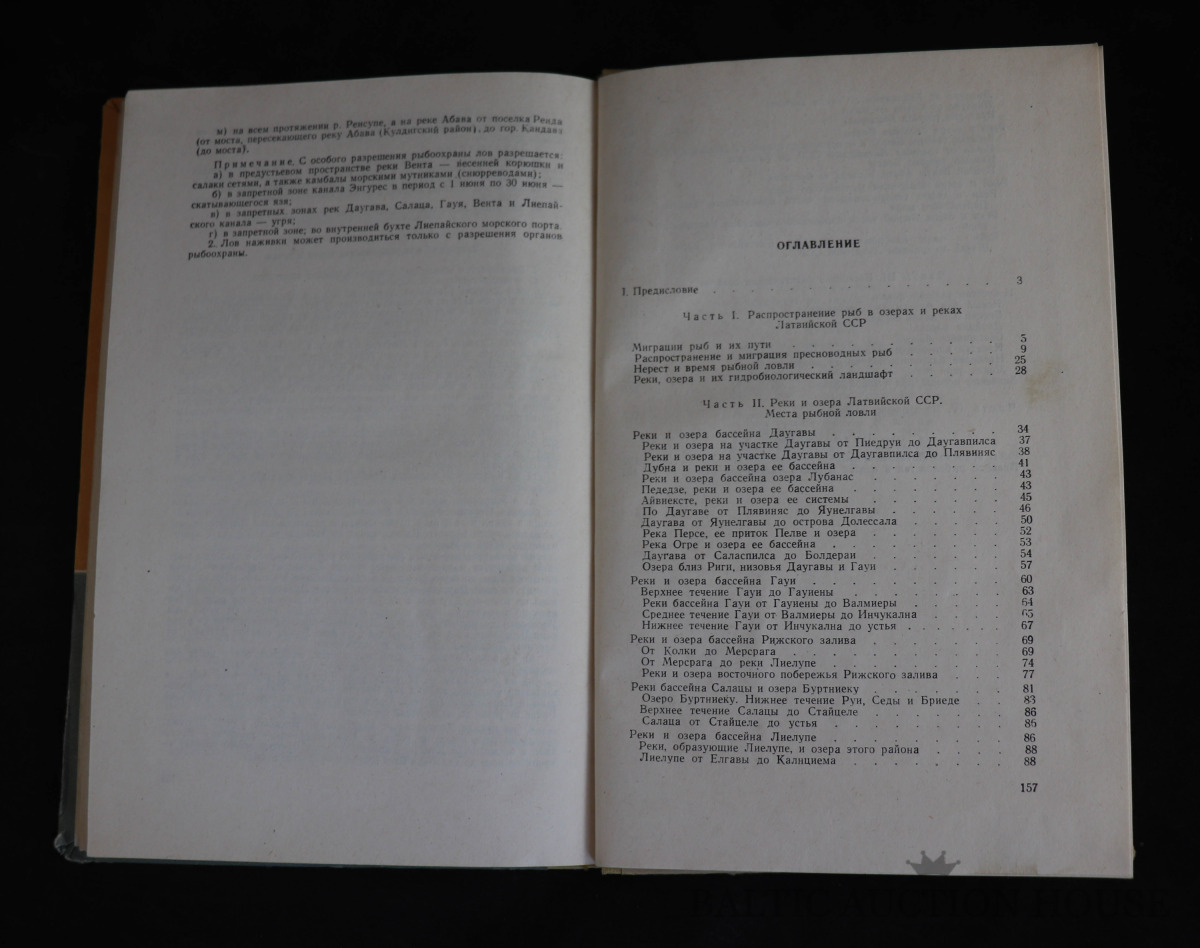 м) на всем протяжении р. Ренсупе, а на реке Абава от поселка Ренда
(от моста, пересекающего реку Абава (Кулдигский район), до гор. Кандава
(до моста).
Примечание. С особого разрешения рыбоохраны лов разрешается:
а) в предустьевом пространстве реки Вента — весенней корюшки и
салаки сетями, а также камбалы морскими мутниками (снюрреводами);
б) в запретной зоне канала Энгурес в период с 1 июня по 30 июня —
скатывающегося язя;
в) в запретных зонах рек Даугава, Салаца, Гауя, Вента и Лиепай-
ского канала — угря;
г) в запретной зоне; во внутренней бухте Лиепайского морского порта.
2. Лов наживки может производиться только с разрешения органов
рыбоохраны.
ОГЛАВЛЕНИЕ
1. Предисловие . . . . . . . . . . . . . . . 3
Часть I. Распространение рыб в озерах и реках
Латвийской ССР
Миграции рыб и их пути . . . . . . . . . . 5
Распространение и миграция пресноводных рыб . . . . . 9
Нерест и время рыбной ловли . . . . . . . . . 25
Реки, озера и их гидробиологический ландшафт . . . . . 28
Часть II. Реки и озера Латвийской ССР.
Места рыбной ловли
Реки и озера бассейна Даугавы . . . . . . . . . 34
Реки и озера на участке Даугавы от Пиедруи до Даугавпилса 37
Реки и озера на участке Даугавы от Даугавпилса до Плявиняс 38
Дубна и реки и озера ее бассейна . . . . . . . . 41
Реки и озера бассейна озера Лубанас . . . . . . . 43
Педедзе, реки и озера ее бассейна . . . . . . . . 43
Айвиексте, реки и озера ее системы . . . . . . . 45
По Даугаве от Плявиняс до Яунелгавы . . . . . . 46
Даугава от Яунелгавы до острова Долессала . . . . . 50
Река Персе, ее приток Пелве и озера . . . . . . . 52
Река Огре и озера ее бассейна . . . . . . . . . 53
Даугава от Саласпилса до Болдераи . . . . . . . 54
Озера близ Риги, низовья Даугавы и Гауи . . . . . . 57
Реки и озера бассейна Гауи . . . . . . . . . . 60
Верхнее течение Гауи до Гауиены . . . . . . . . 63
Реки бассейна Гауи от Гауиены до Валмиеры . . . . . 64
Среднее течение Гауи от Валмиеры до Инчукална . . . . 65
Нижнее течение Гауи от Инчукална до устья . . . . . . 67
Реки и озера бассейна Рижского залива . . . . . . . 69
От Колки до Мерсрага . . . . . . . . . . . 69
От Мерсрага до реки Лиелупе . . . . . . . . . 74
Реки и озера восточного побережья Рижского залива . . . 77
Реки бассейна Салацы и озера Буртниеку . . . . . . . 81
Озеро Буртниеку. Нижнее течение Руи, Седы и Бриеде . . 83
Верхнее течение Салацы до Стайцеле . . . . . . . 86
Салаца от Стайцеле до устья . . . . . . . . . 86
Реки и озера бассейна Лиелупе . . . . . . . . . 86
Реки, образующие Лиелупе, и озера этого района . . . . 88
Лиелупе от Елгавы до Калнциема . . . . . . . . 88
157
BALTIC AUCTION HOUSE